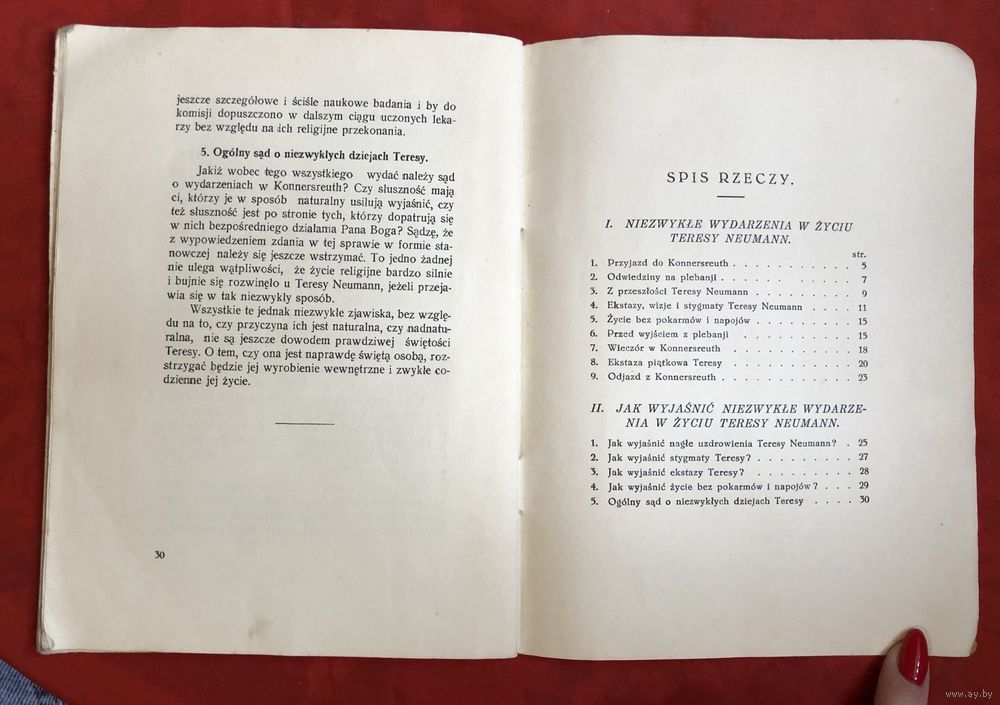 jeszcze szczegółowe i ściśle naukowe badania i by do
komisji dopuszczono w dalszym ciągu uczonych leka-
rzy bez względu na ich religijne przekonania.
5. Ogólny sąd o niezwykłych dziejach Teresy.
Jakiż wobec tego wszystkiego wydać należy sąd
o wydarzeniach w Konnersreuth? Czy słuszność mają
ci, którzy je w sposób naturalny usiłują wyjaśnić, czy
też słuszność jest po stronie tych, którzy dopatrują się
w nich bezpośredniego działania Pana Boga? Sądzę, że
z wypowiedzeniem zdania w tej sprawie w formie sta-
nowczej należy się jeszcze wstrzymać. To jedno żadnej
nie ulega wątpliwości, że życie religijne bardzo silnie
i bujnie się rozwinęło u Teresy Neumann, jeżeli przeja-
wia się w tak niezwykły sposób.
Wszystkie te jednak niezwykłe zjawiska, bez wzglę-
du na to, czy przyczyna ich jest naturalna, czy nadnatu-
ralna, nie są jeszcze dowodem prawdziwej świętości
Teresy. O tem, czy ona jest naprawdę świętą osobą, roz-
strzygać będzie jej wyrobienie wewnętrzne i zwykłe co-
dzienne jej życie.
30
SPIS RZECZY.
I. NIEZWYKŁE WYDARZENIA W ŻYCIU
TERESY NEUMANN.
str.
1. Przyjazd do Konnersreuth . . . . . . . . . . . 5
2. Odwiedziny na plebanji . . . . . . . . . . . 7
3. Z przeszłości Teresy Neumann . . . . . . . . . 9
4. Ekstazy, wizje i stygmaty Teresy Neumann . . . . 11
5. Życie bez pokarmów i napojów . . . . . . . . . 15
6. Przed wyjściem z plebanji . . . . . . . . . . 15
7. Wieczór w Konnersreuth . . . . . . . . . . . 18
8. Ekstaza piątkowa Teresy . . . . . . . . . . . 20
9. Odjazd z Konnersreuth . . . . . . . . . . . . 23
II. JAK WYJAŚNIĆ NIEZWYKŁE WYDARZE-
NIA W ŻYCIU TERESY NEUMANN.
1. Jak wyjaśnić nagłe uzdrowienia Teresy Neumann? . 25
2. Jak wyjaśnić stygmaty Teresy? . . . . . . . . . 27
3. Jak wyjaśnić ekstazy Teresy? . . . . . . . . . 28
4. Jak wyjaśnić życie bez pokarmów i napojów? . . . 29
5. Ogólny sąd o niezwykłych dziejach Teresy . . . . 30
www.ay.by